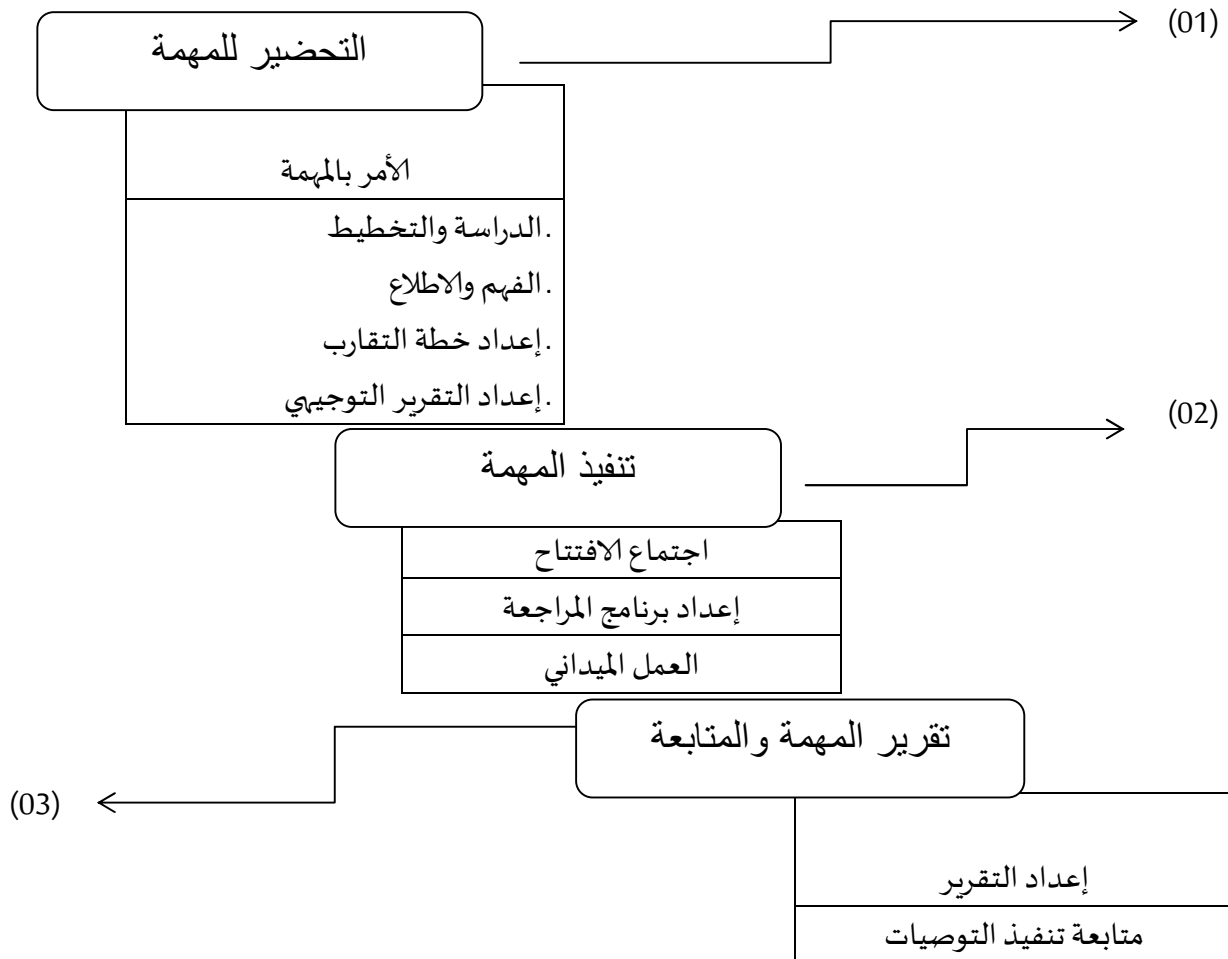 (01)
التحضير للمهمة
الأمر بالمهمة
.الدراسة والتخطيط
.الفهم والاطلاع
.إعداد خطة التقارب
.إعداد التقرير التوجيهي
(02)
تنفيذ المهمة
اجتماع الافتتاح
إعداد برنامج المراجعة
العمل الميداني
تقرير المهمة والمتابعة
(03)
إعداد التقرير
متابعة تنفيذ التوصيات